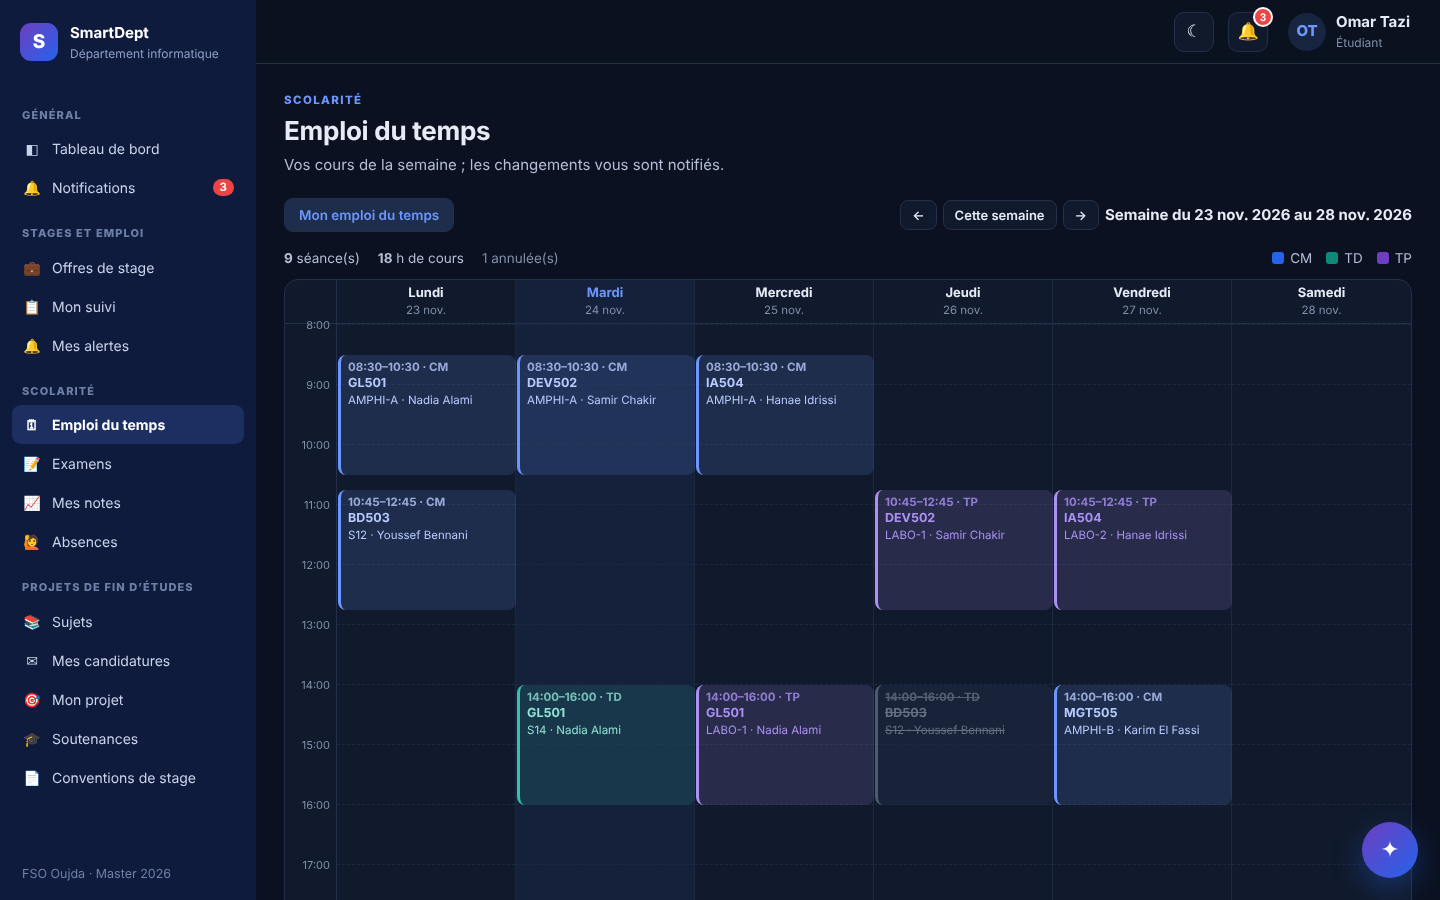 S
SmartDept
Département informatique
GÉNÉRAL
Tableau de bord
Notifications 3
STAGES ET EMPLOI
Offres de stage
Mon suivi
Mes alertes
SCOLARITÉ
Emploi du temps
Examens
Mes notes
Absences
PROJETS DE FIN D'ÉTUDES
Sujets
Mes candidatures
Mon projet
Soutenances
Conventions de stage
FSO Oujda · Master 2026
3
OT
Omar Tazi
Étudiant
SCOLARITÉ
Emploi du temps
Vos cours de la semaine ; les changements vous sont notifiés.
Mon emploi du temps
← Cette semaine → Semaine du 23 nov. 2026 au 28 nov. 2026
9 séance(s) 18 h de cours 1 annulée(s)
CM TD TP
Lundi Mardi Mercredi Jeudi Vendredi Samedi
23 nov. 24 nov. 25 nov. 26 nov. 27 nov. 28 nov.
8:00
08:30–10:30 · CM 08:30–10:30 · CM 08:30–10:30 · CM
9:00 GL501 DEV502 IA504
AMPHI-A · Nadia Alami AMPHI-A · Samir Chakir AMPHI-A · Hanae Idrissi
10:00
11:00 10:45–12:45 · CM 10:45–12:45 · TP 10:45–12:45 · TP
BD503 DEV502 IA504
S12 · Youssef Bennani LABO-1 · Samir Chakir LABO-2 · Hanae Idrissi
12:00
13:00
14:00
14:00–16:00 · TD 14:00–16:00 · TP 14:00–16:00 · TD 14:00–16:00 · CM
GL501 GL501 BD503 MGT505
S14 · Nadia Alami LABO-1 · Nadia Alami S12 · Youssef Bennani AMPHI-B · Karim El Fassi
15:00
16:00
17:00